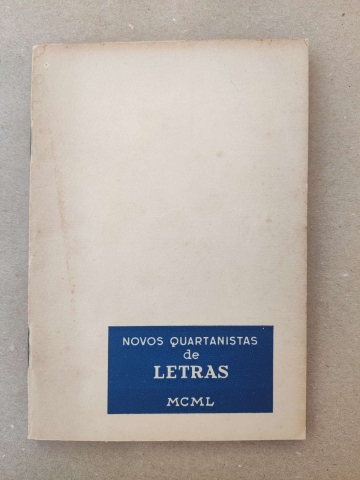 NOVOS QUARTANISTAS
de
LETRAS
MCML